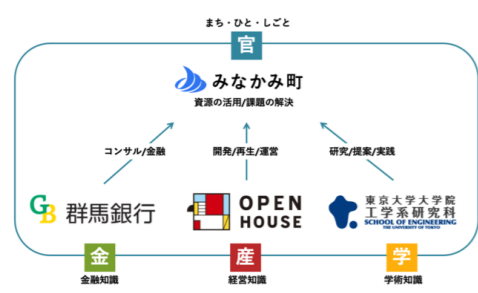 まち・ひと・しごと
官
みなかみ町
資源の活用/課題の解決
コンサル/金融
開発/再生/運営
研究/提案/実践
GB 群馬銀行
OPEN
HOUSE
東京大学大学院
工学系研究科
SCHOOL OF ENGINEERING
THE UNIVERSITY OF TOKYO
金
産
学
金融知識
経営知識
学術知識